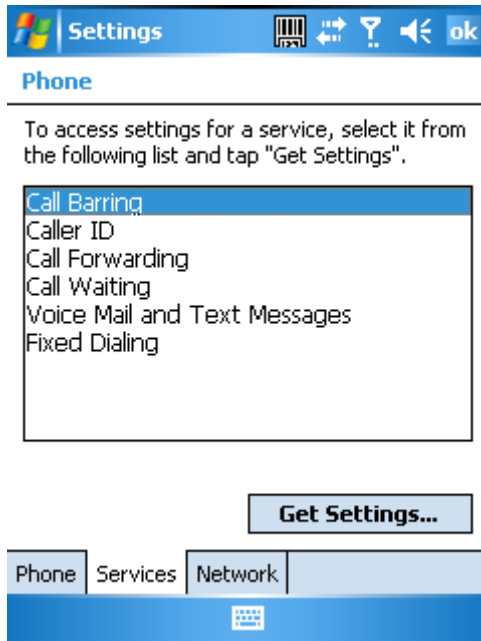 Settings
ok
Phone
To access settings for a service, select it from
the following list and tap "Get Settings".
Call Barring
Caller ID
Call Forwarding
Call Waiting
Voice Mail and Text Messages
Fixed Dialing
Get Settings...
Phone Services Network